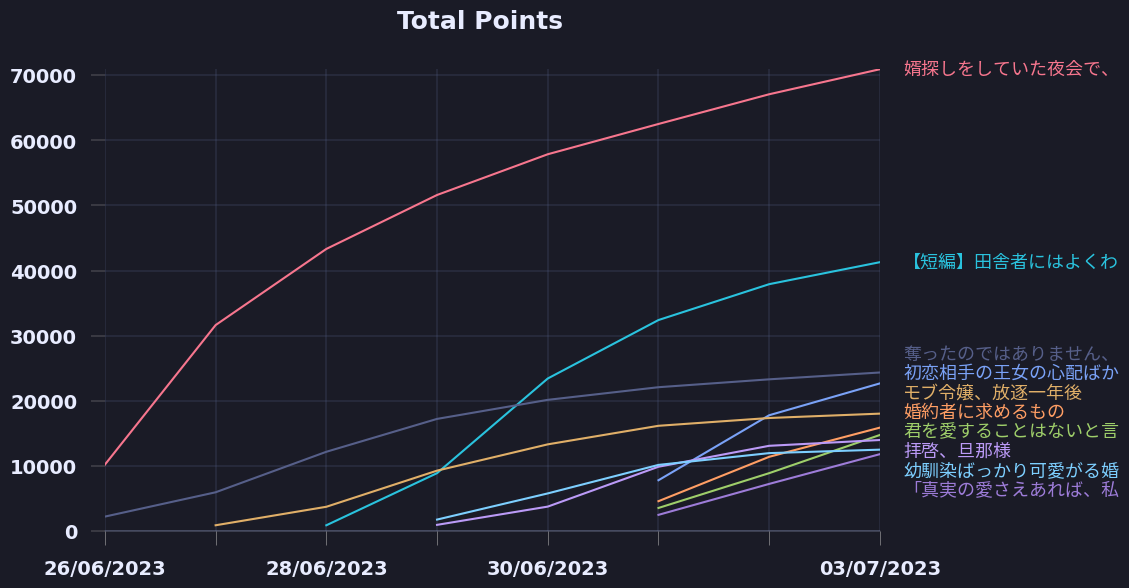 Total Points
70000
60000
50000
40000
30000
20000
10000
0
26/06/2023
28/06/2023
30/06/2023
03/07/2023
婿探しをしていた夜会で、
【短編】田舎者にはよくわ
奪ったのではありません、
初恋相手の王女の心配ばか
モブ令嬢、放逐一年後
婚約者に求めるもの
君を愛することはないと言
拝啓、旦那様
幼馴染ばっかり可愛がる婚
「真実の愛さえあれば、私